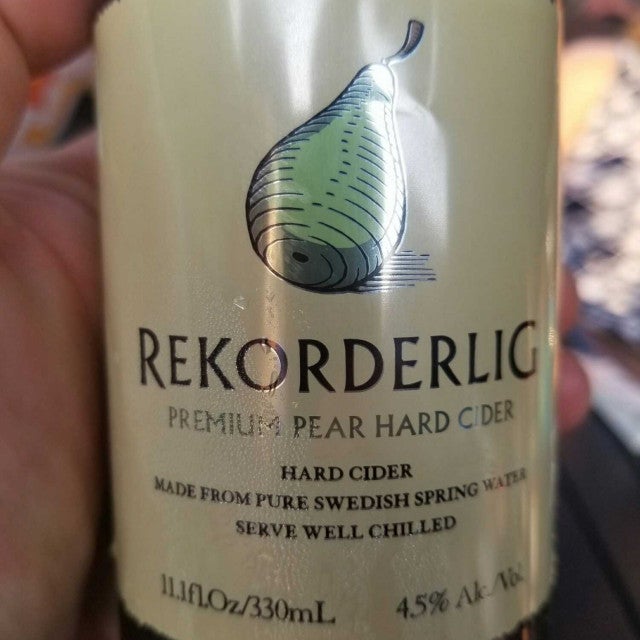 REKORDERLIG
PREMIUM PEAR HARD CIDER
HARD CIDER
MADE FROM PURE SWEDISH SPRING WATER
SERVE WELL CHILLED
11.1fl.Oz/330mL 4.5% Alc./Vol.